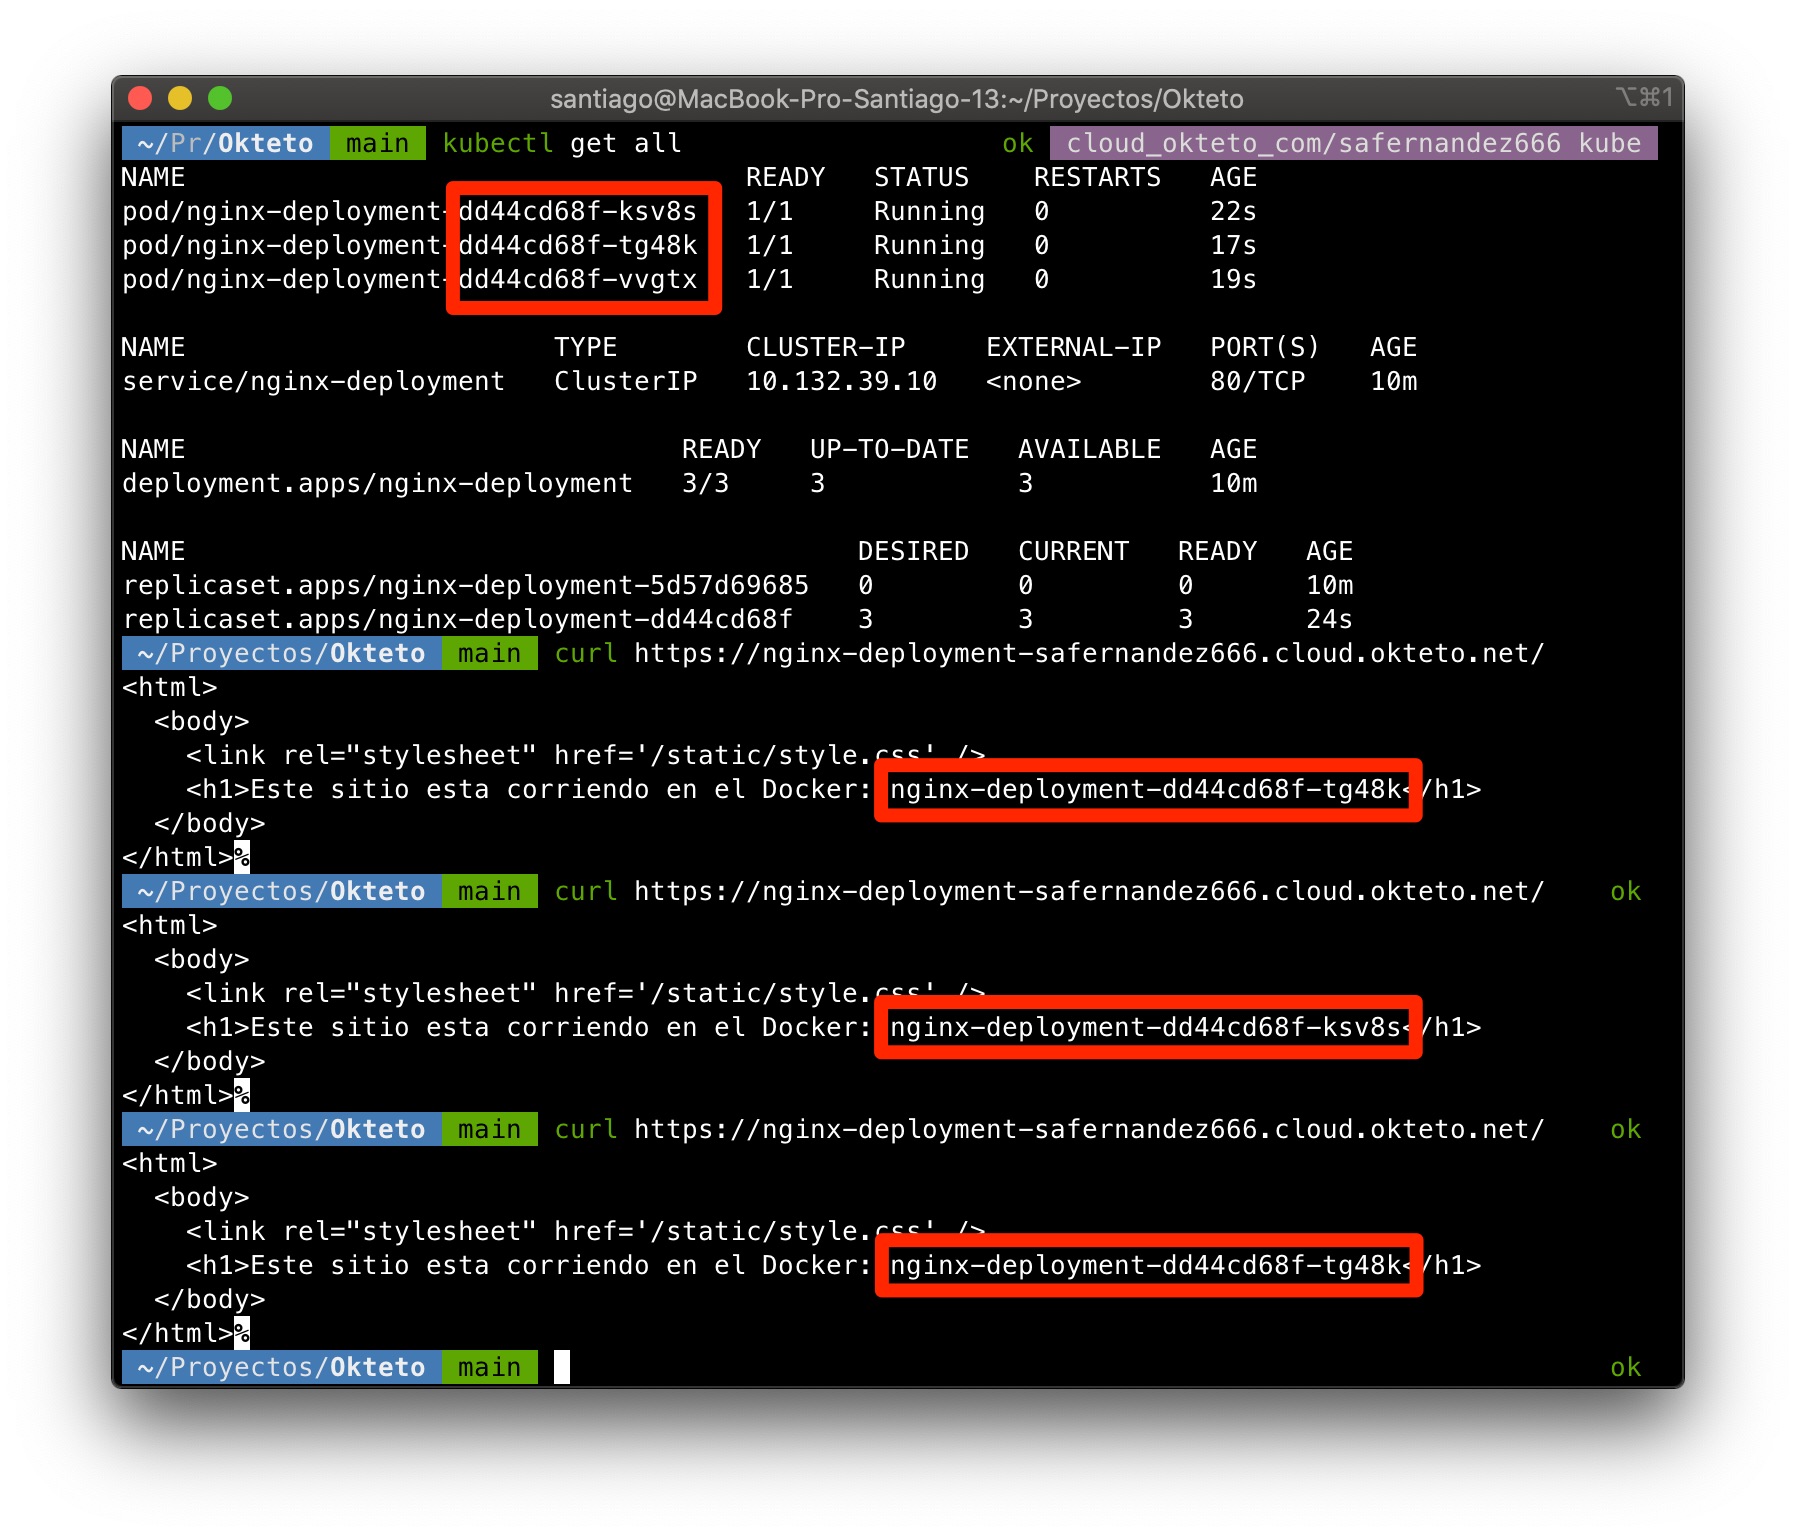 santiago@MacBook-Pro-Santiago-13:~/Proyectos/Okteto ⌥⌘1
~/Pr/Okteto main kubectl get all ok cloud_okteto_com/safernandez666 kube
NAME READY STATUS RESTARTS AGE
pod/nginx-deployment-dd44cd68f-ksv8s 1/1 Running 0 22s
pod/nginx-deployment-dd44cd68f-tg48k 1/1 Running 0 17s
pod/nginx-deployment-dd44cd68f-vvgtx 1/1 Running 0 19s
NAME TYPE CLUSTER-IP EXTERNAL-IP PORT(S) AGE
service/nginx-deployment ClusterIP 10.132.39.10 <none> 80/TCP 10m
NAME READY UP-TO-DATE AVAILABLE AGE
deployment.apps/nginx-deployment 3/3 3 3 10m
NAME DESIRED CURRENT READY AGE
replicaset.apps/nginx-deployment-5d57d69685 0 0 0 10m
replicaset.apps/nginx-deployment-dd44cd68f 3 3 3 24s
~/Proyectos/Okteto main curl https://nginx-deployment-safernandez666.cloud.okteto.net/
<html>
<body>
<link rel="stylesheet" href='/static/style.css' />
<h1>Este sitio esta corriendo en el Docker: nginx-deployment-dd44cd68f-tg48k</h1>
</body>
</html>%
~/Proyectos/Okteto main curl https://nginx-deployment-safernandez666.cloud.okteto.net/ ok
<html>
<body>
<link rel="stylesheet" href='/static/style.css' />
<h1>Este sitio esta corriendo en el Docker: nginx-deployment-dd44cd68f-ksv8s</h1>
</body>
</html>%
~/Proyectos/Okteto main curl https://nginx-deployment-safernandez666.cloud.okteto.net/ ok
<html>
<body>
<link rel="stylesheet" href='/static/style.css' />
<h1>Este sitio esta corriendo en el Docker: nginx-deployment-dd44cd68f-tg48k</h1>
</body>
</html>%
~/Proyectos/Okteto main ok